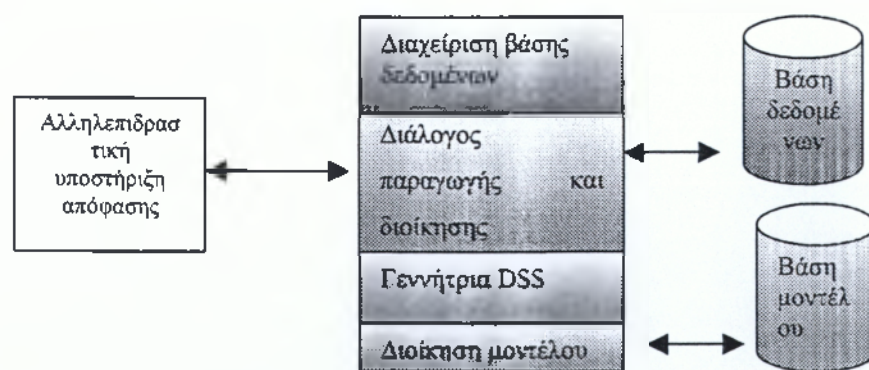 Διαχείριση βάσης
δεδομένων
Αλληλεπιδρασ
τική
υποστήριξη
απόφασης
Διάλογος
παραγωγής και
διοίκησης
Γεννήτρια DSS
Διοίκηση μοντέλου
Βάση
δεδομέ
νων
Βάση
μοντέλ
ου